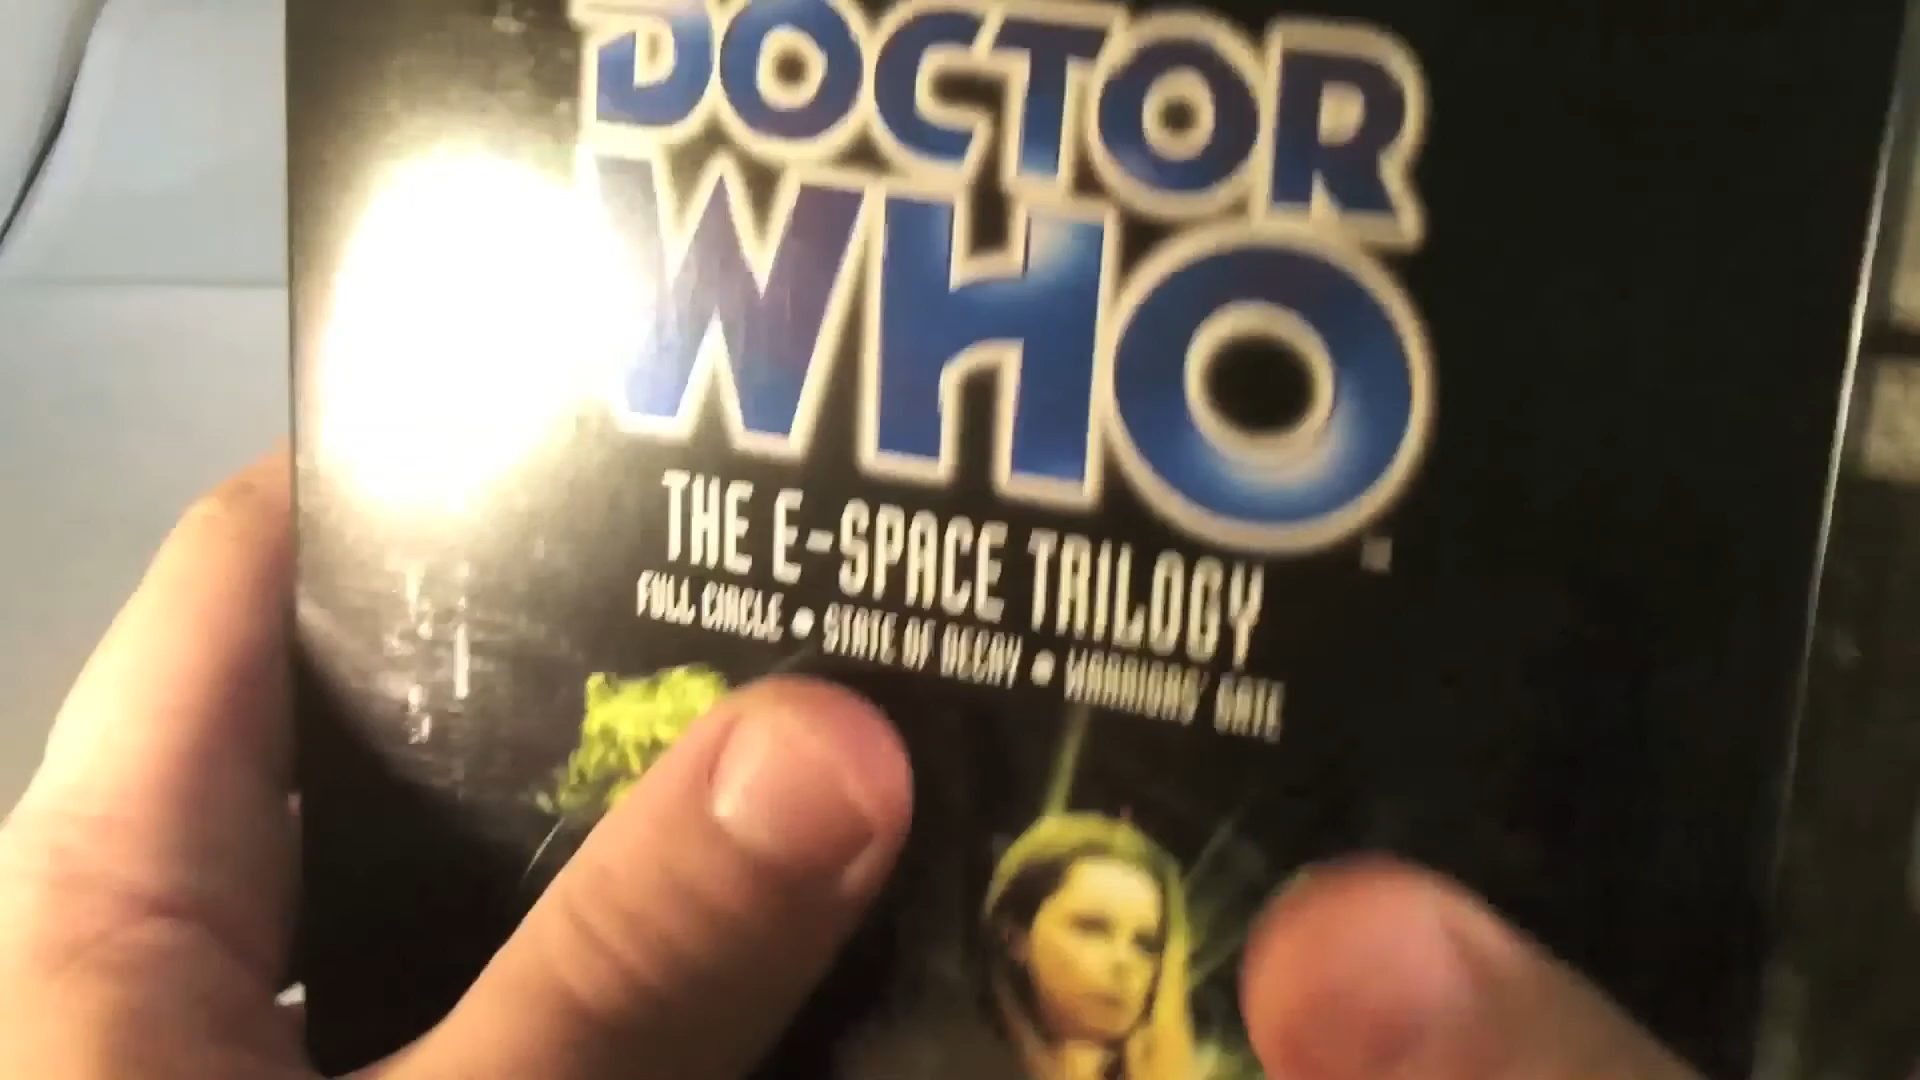 DOCTOR
WHO
THE E-SPACE TRILOGY
FULL CIRCLE • STATE OF DECAY • WARRIORS' GATE